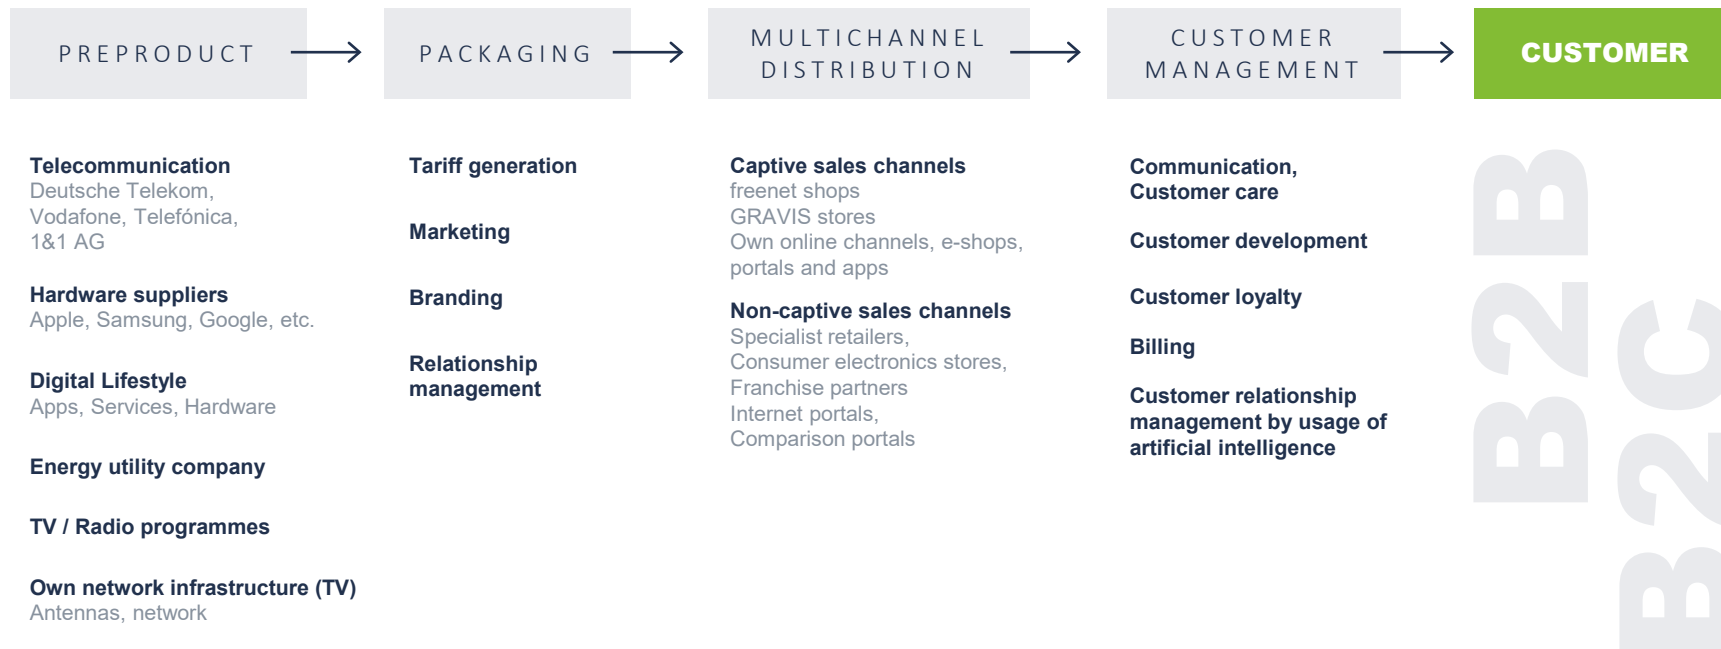 PREPRODUCT
Telecommunication
Deutsche Telekom,
Vodafone, Telefónica,
1&1 AG
Hardware suppliers
Apple, Samsung, Google, etc.
Digital Lifestyle
Apps, Services, Hardware
Energy utility company
TV / Radio programmes
Own network infrastructure (TV)
Antennas, network
PACKAGING
Tariff generation
Marketing
Branding
Relationship
management
MULTICHANNEL
DISTRIBUTION
Captive sales channels
freenet shops
GRAVIS stores
Own online channels, e-shops,
portals and apps
Non-captive sales channels
Specialist retailers,
Consumer electronics stores,
Franchise partners
Internet portals,
Comparison portals
CUSTOMER
MANAGEMENT
Communication,
Customer care
Customer development
Customer loyalty
Billing
Customer relationship
management by usage of
artificial intelligence
CUSTOMER
B2B
B2C